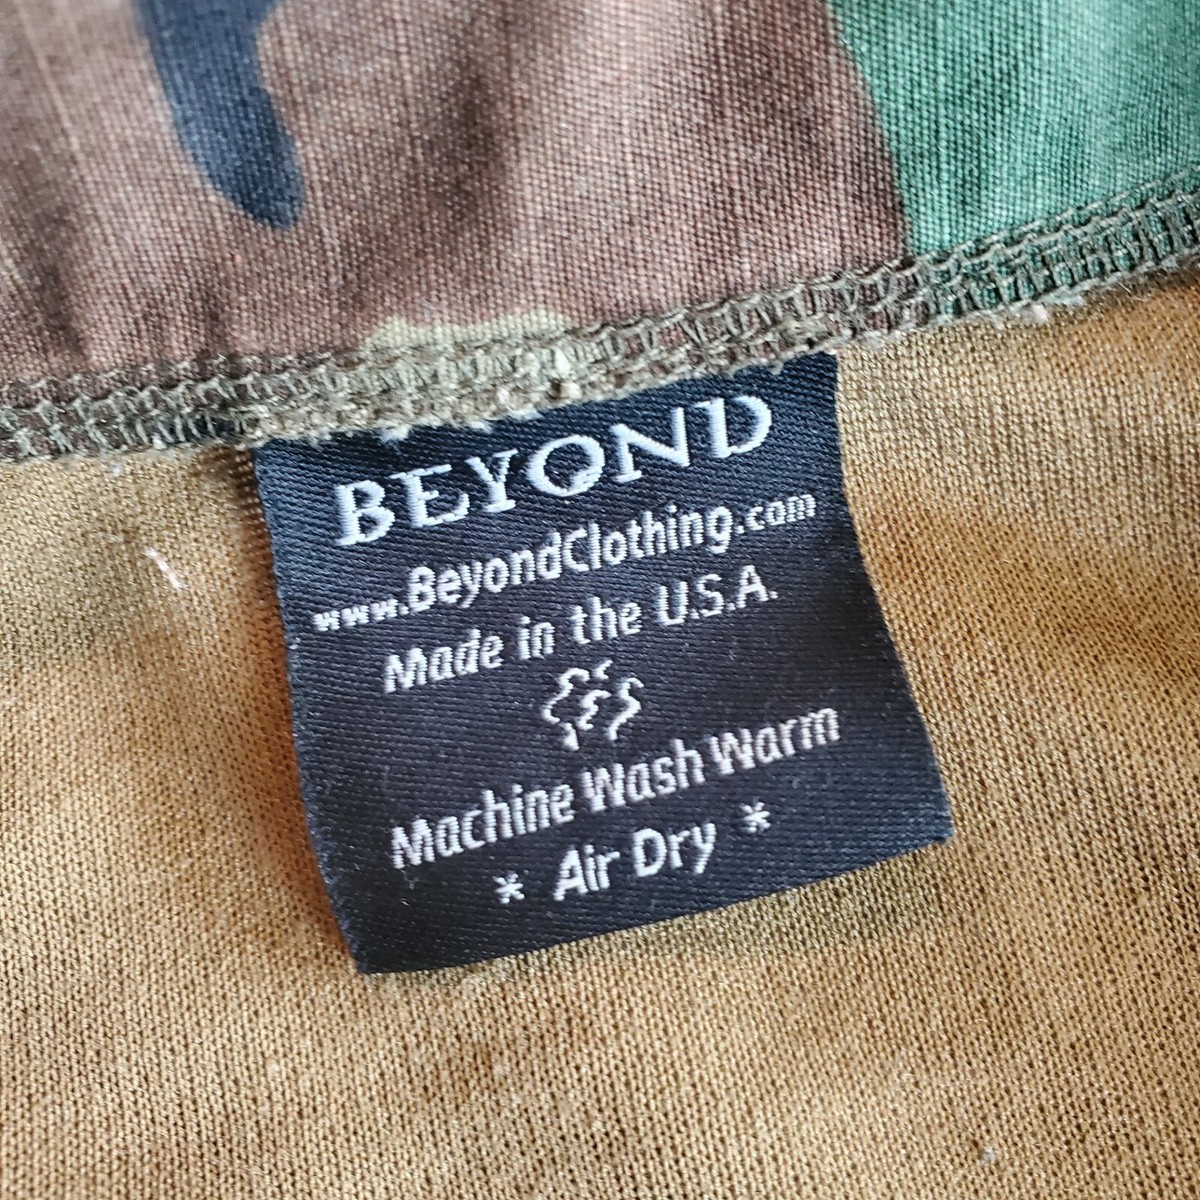 BEYOND
www.BeyondClothing.com
Made in the U.S.A.
Machine Wash Warm
* Air Dry *